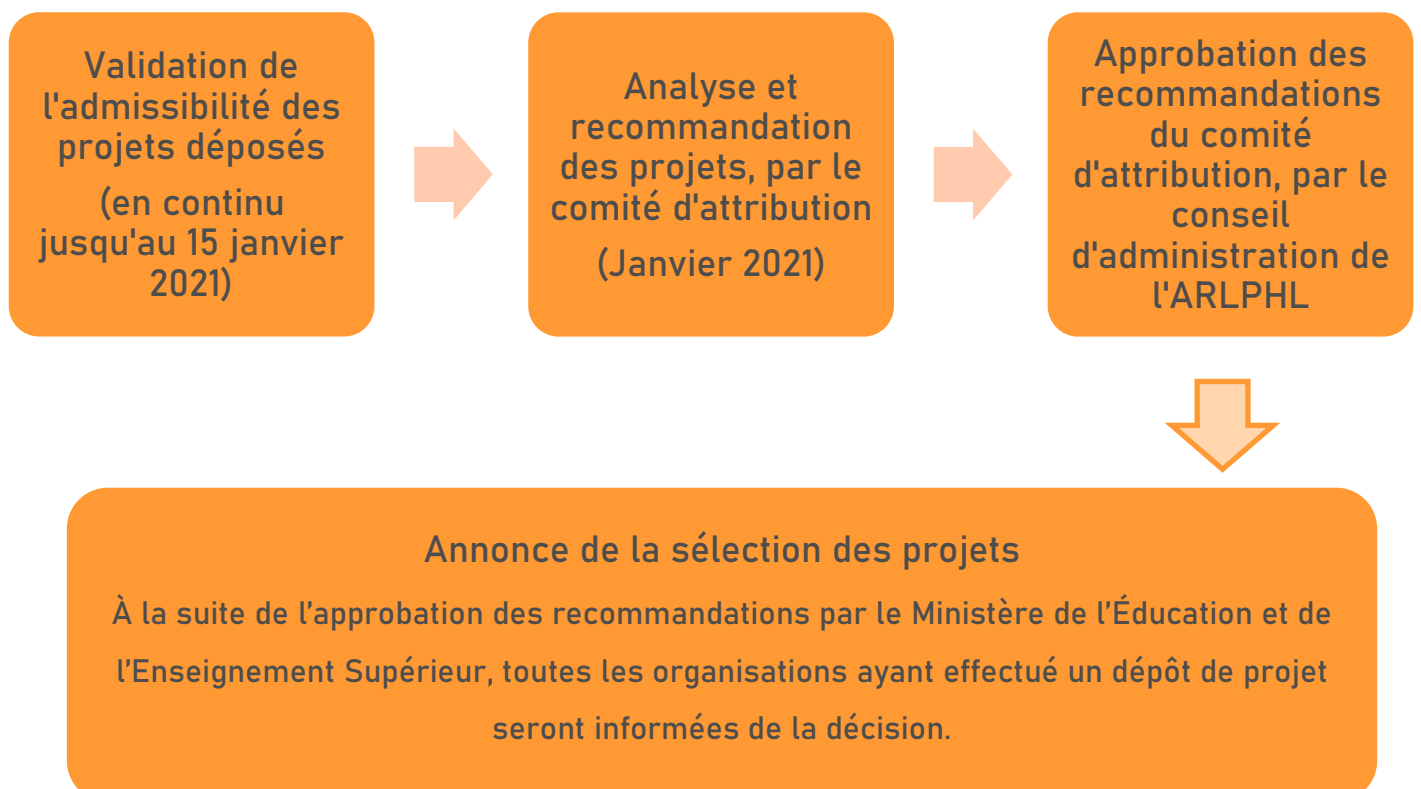 Validation de
l'admissibilité des
projets déposés
(en continu
jusqu'au 15 janvier
2021)
Analyse et
recommandation
des projets, par le
comité d'attribution
(Janvier 2021)
Approbation des
recommandations
du comité
d'attribution, par le
conseil
d'administration de
l'ARLPHL
Annonce de la sélection des projets
À la suite de l’approbation des recommandations par le Ministère de l’Éducation et de
l’Enseignement Supérieur, toutes les organisations ayant effectué un dépôt de projet
seront informées de la décision.